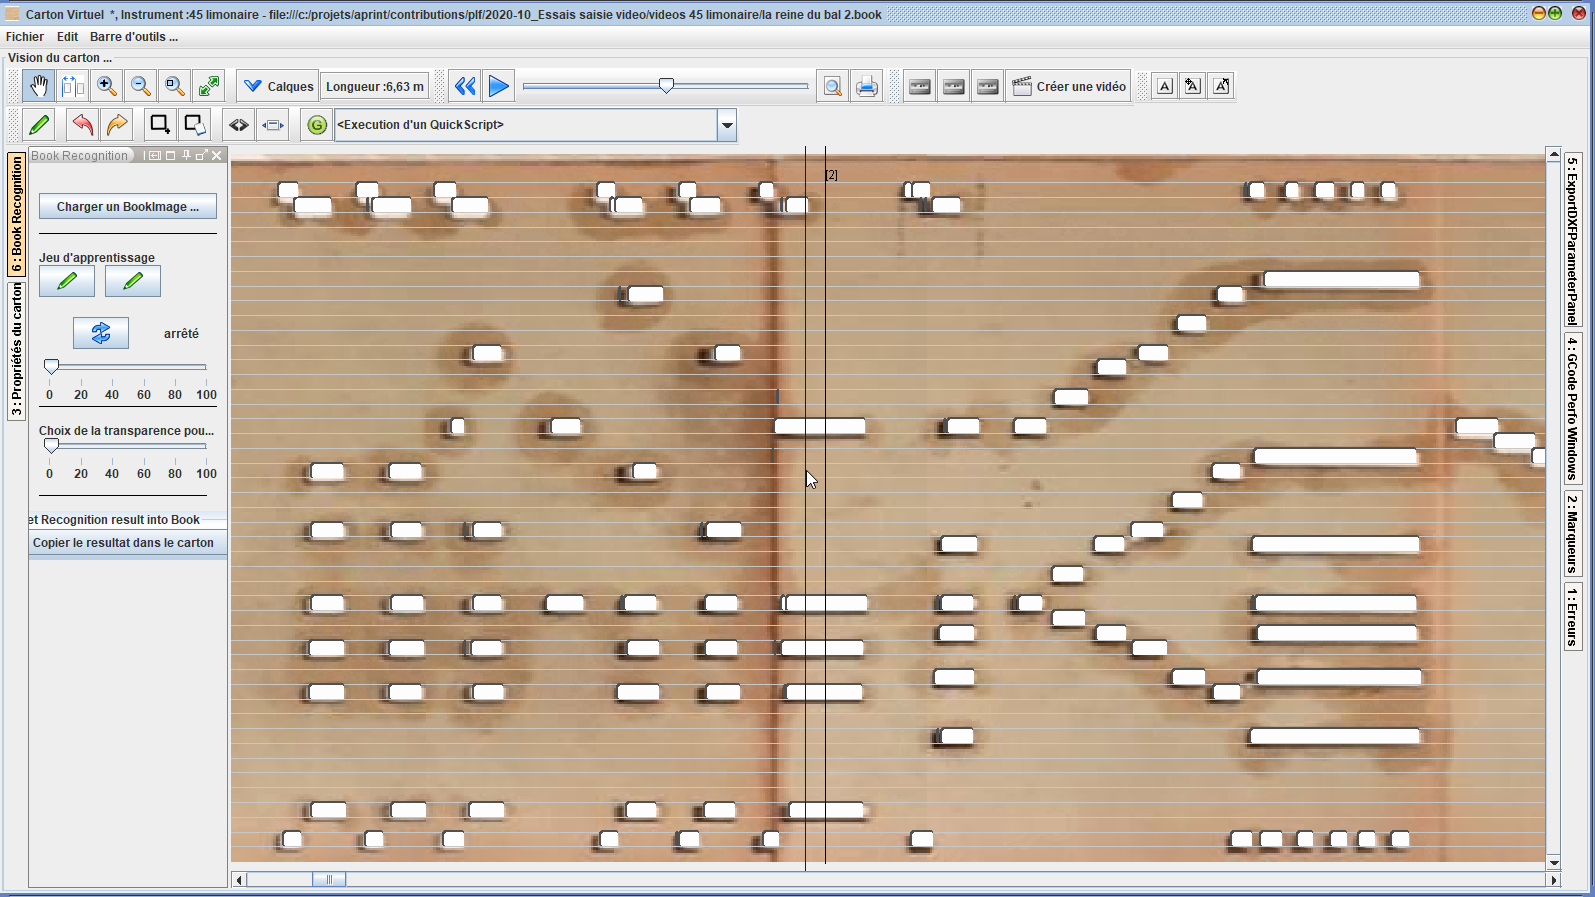 Carton Virtuel *, Instrument :45 limonaire - file:///c:/projets/aprint/contributions/plf/2020-10_Essais saisie video/videos 45 limonaire/la reine du bal 2.book
Fichier Edit Barre d'outils ...
Vision du carton ...
Calques Longueur :6,63 m Créer une vidéo A A A
G <Execution d'un QuickScript>
Book Recognition
6 : Book Recognition
3 : Propriétés du carton
Charger un BookImage ...
Jeu d'apprentissage
arrêté
0 20 40 60 80 100
Choix de la transparence pou...
0 20 40 60 80 100
et Recognition result into Book
Copier le resultat dans le carton
[2]
5 : ExportDXFParameterPanel
4 : GCode Perfo Windows
2 : Marqueurs
1 : Erreurs